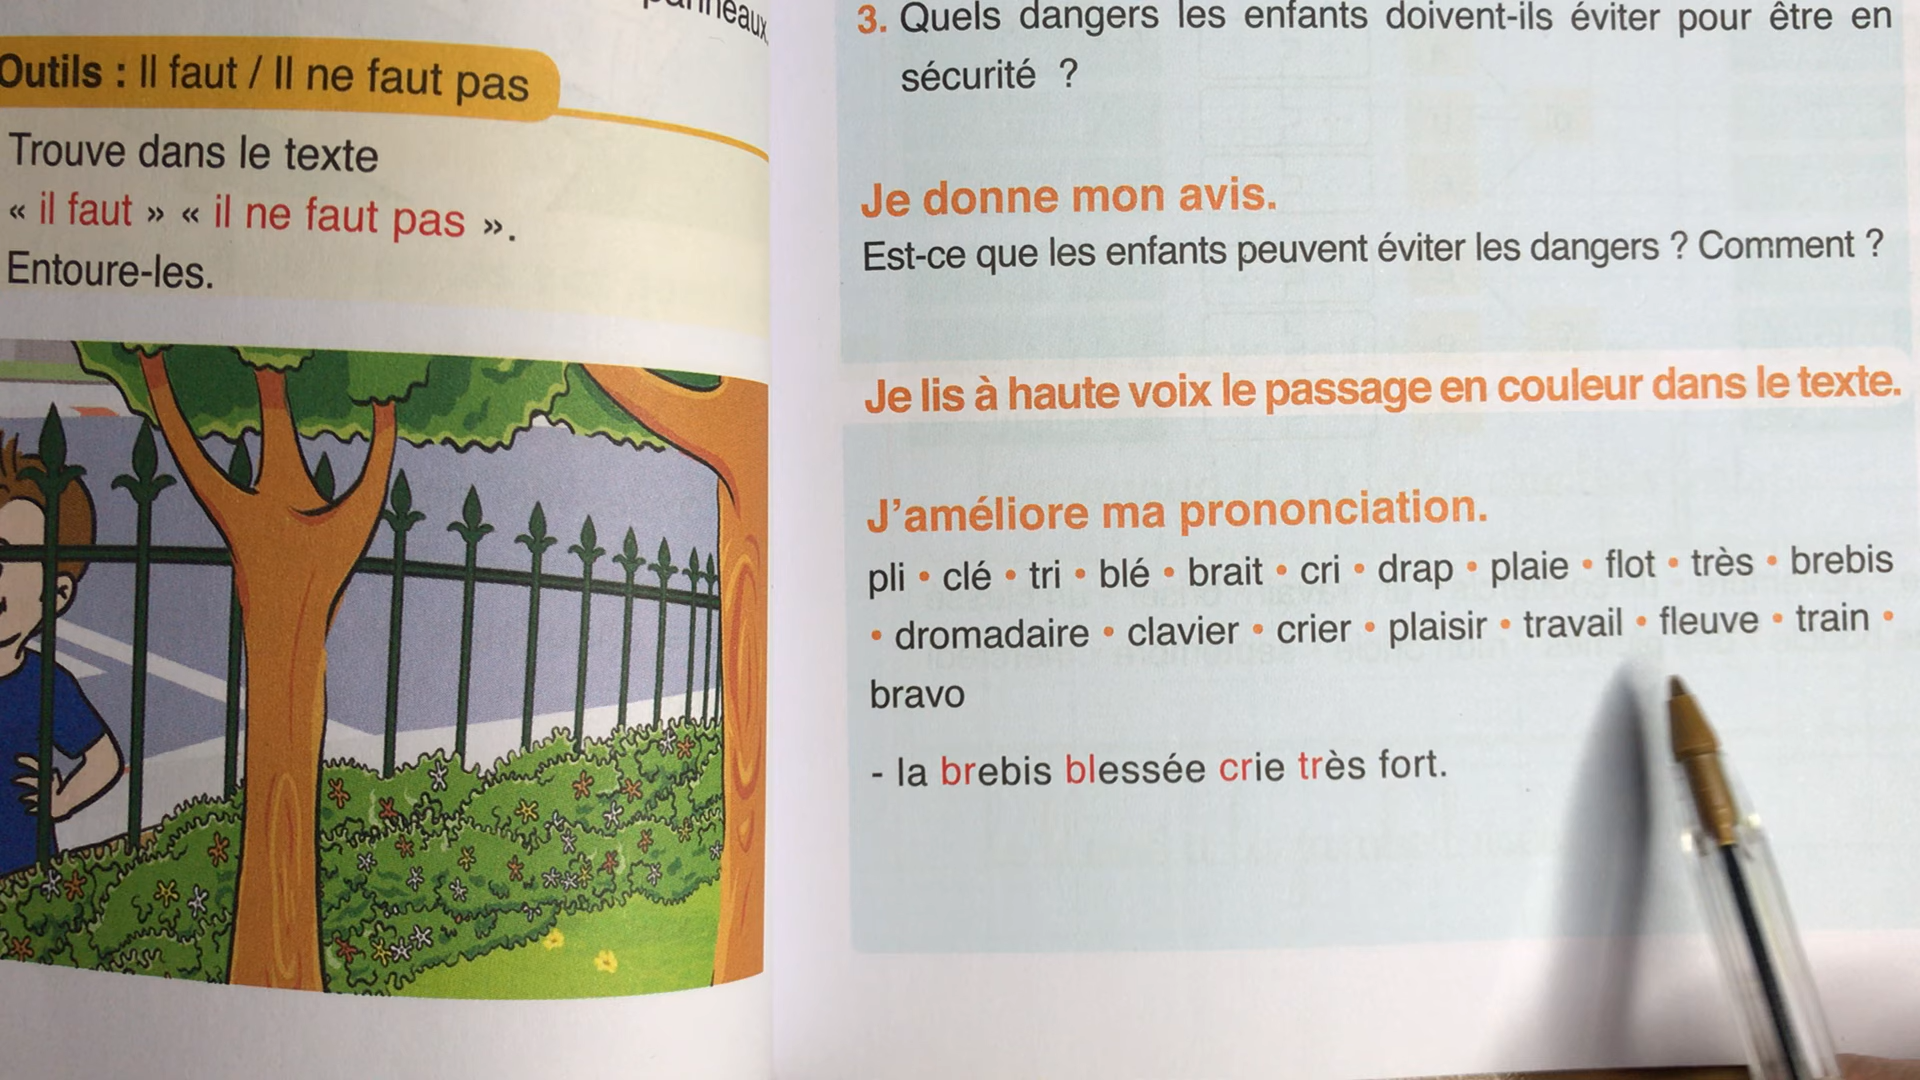 panneaux.
Outils : Il faut / Il ne faut pas
Trouve dans le texte
« il faut » « il ne faut pas ».
Entoure-les.
3. Quels dangers les enfants doivent-ils éviter pour être en
sécurité ?
Je donne mon avis.
Est-ce que les enfants peuvent éviter les dangers ? Comment ?
Je lis à haute voix le passage en couleur dans le texte.
J'améliore ma prononciation.
pli • clé • tri • blé • brait • cri • drap • plaie • flot • très • brebis
• dromadaire • clavier • crier • plaisir • travail • fleuve • train •
bravo
- la brebis blessée crie très fort.